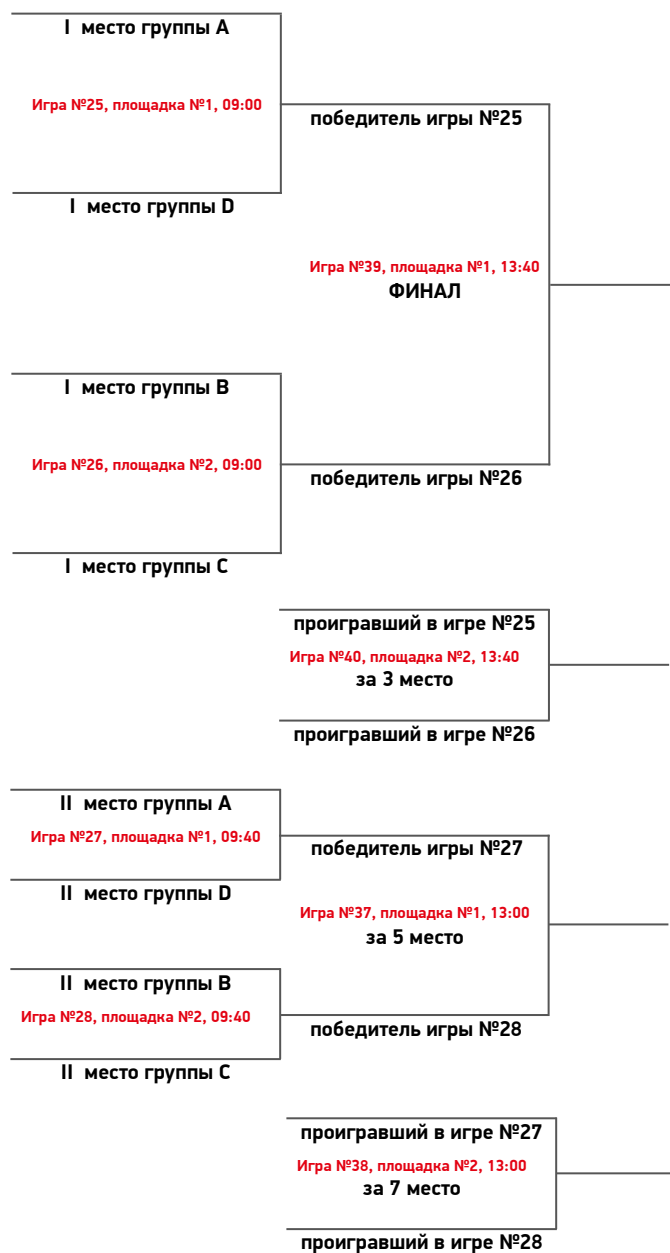 I место группы A
Игра №25, площадка №1, 09:00
победитель игры №25
I место группы D
Игра №39, площадка №1, 13:40
ФИНАЛ
I место группы B
Игра №26, площадка №2, 09:00
победитель игры №26
I место группы C
проигравший в игре №25
Игра №40, площадка №2, 13:40
за 3 место
проигравший в игре №26
II место группы A
Игра №27, площадка №1, 09:40
победитель игры №27
II место группы D
Игра №37, площадка №1, 13:00
за 5 место
II место группы B
Игра №28, площадка №2, 09:40
победитель игры №28
II место группы C
проигравший в игре №27
Игра №38, площадка №2, 13:00
за 7 место
проигравший в игре №28